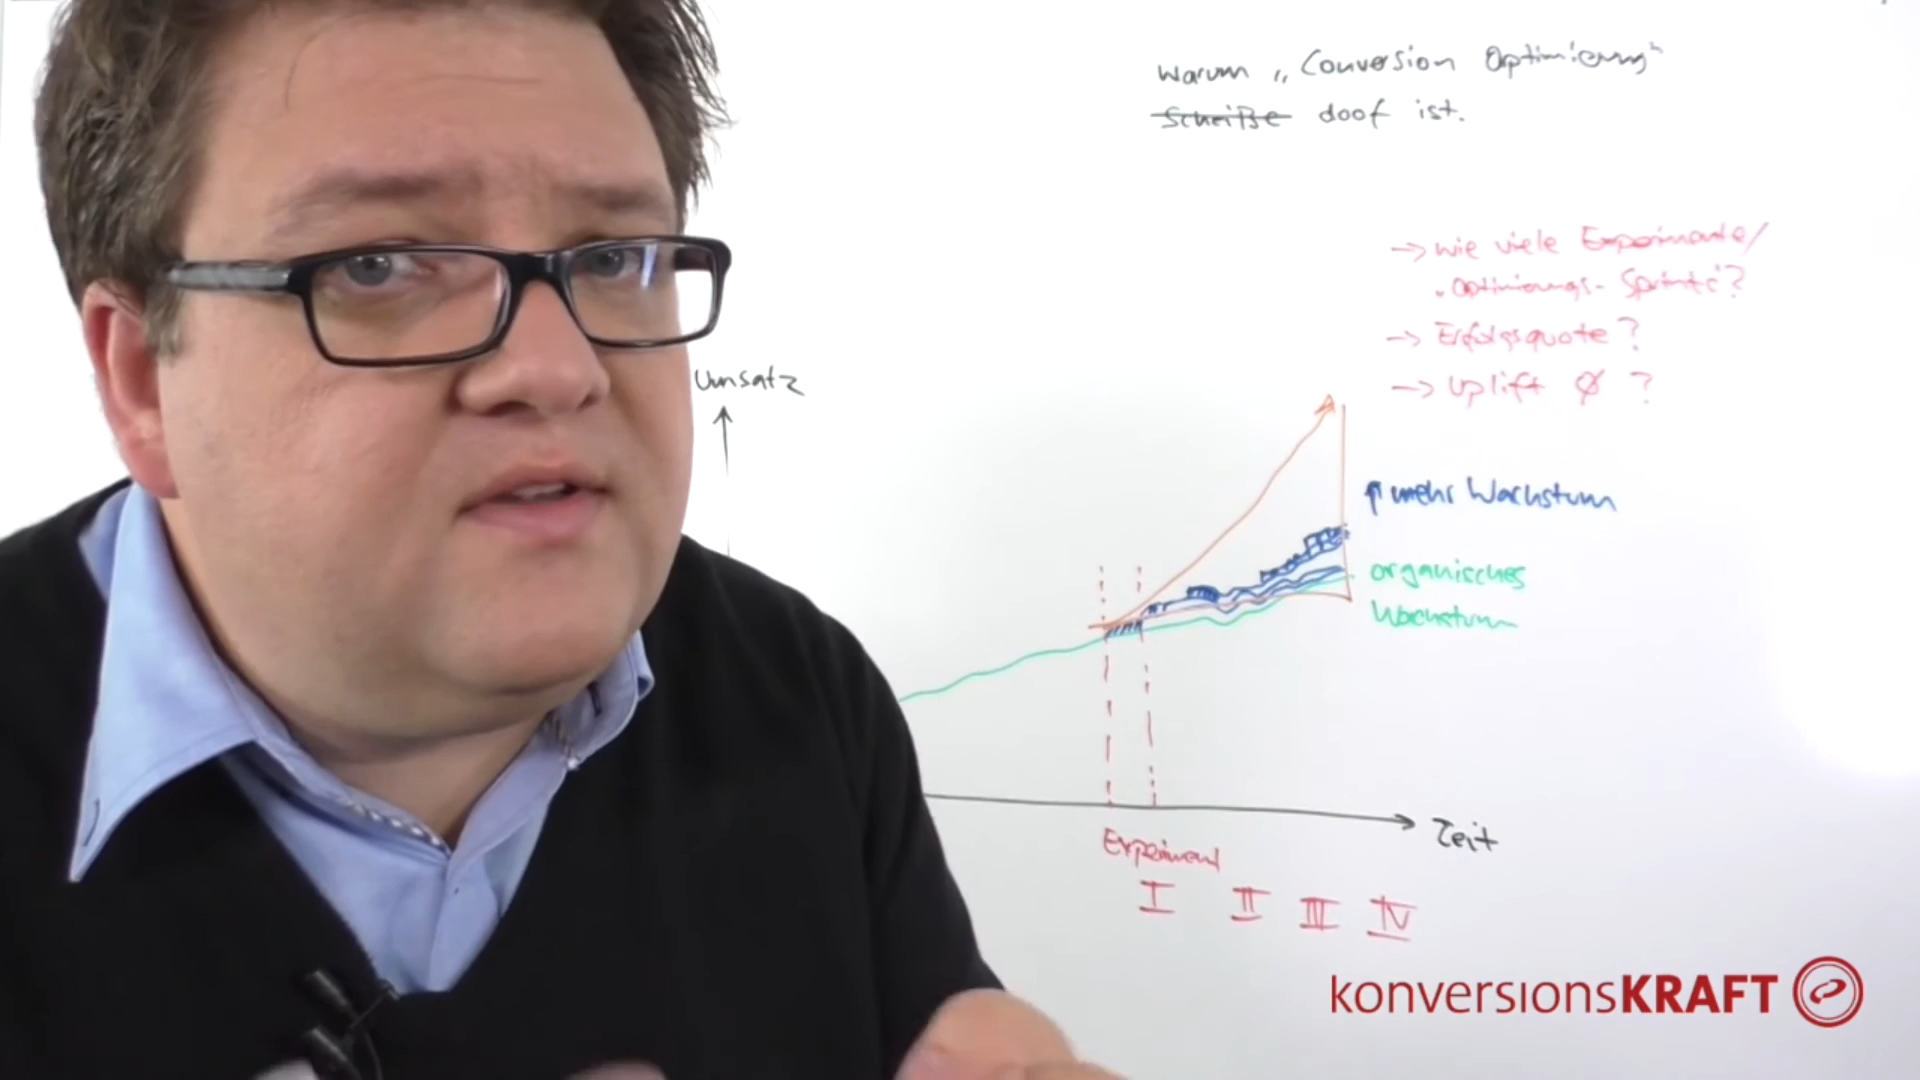 Warum „Conversion Optimierung“
Scheiße doof ist.
→ wie viele Experimente/
„Optimierungs-Sprints“?
→ Erfolgsquote?
→ Uplift Ø ?
Umsatz
↑ mehr Wachstum
organisches
Wachstum
Zeit
Experiment
I II III IV
konversionsKRAFT